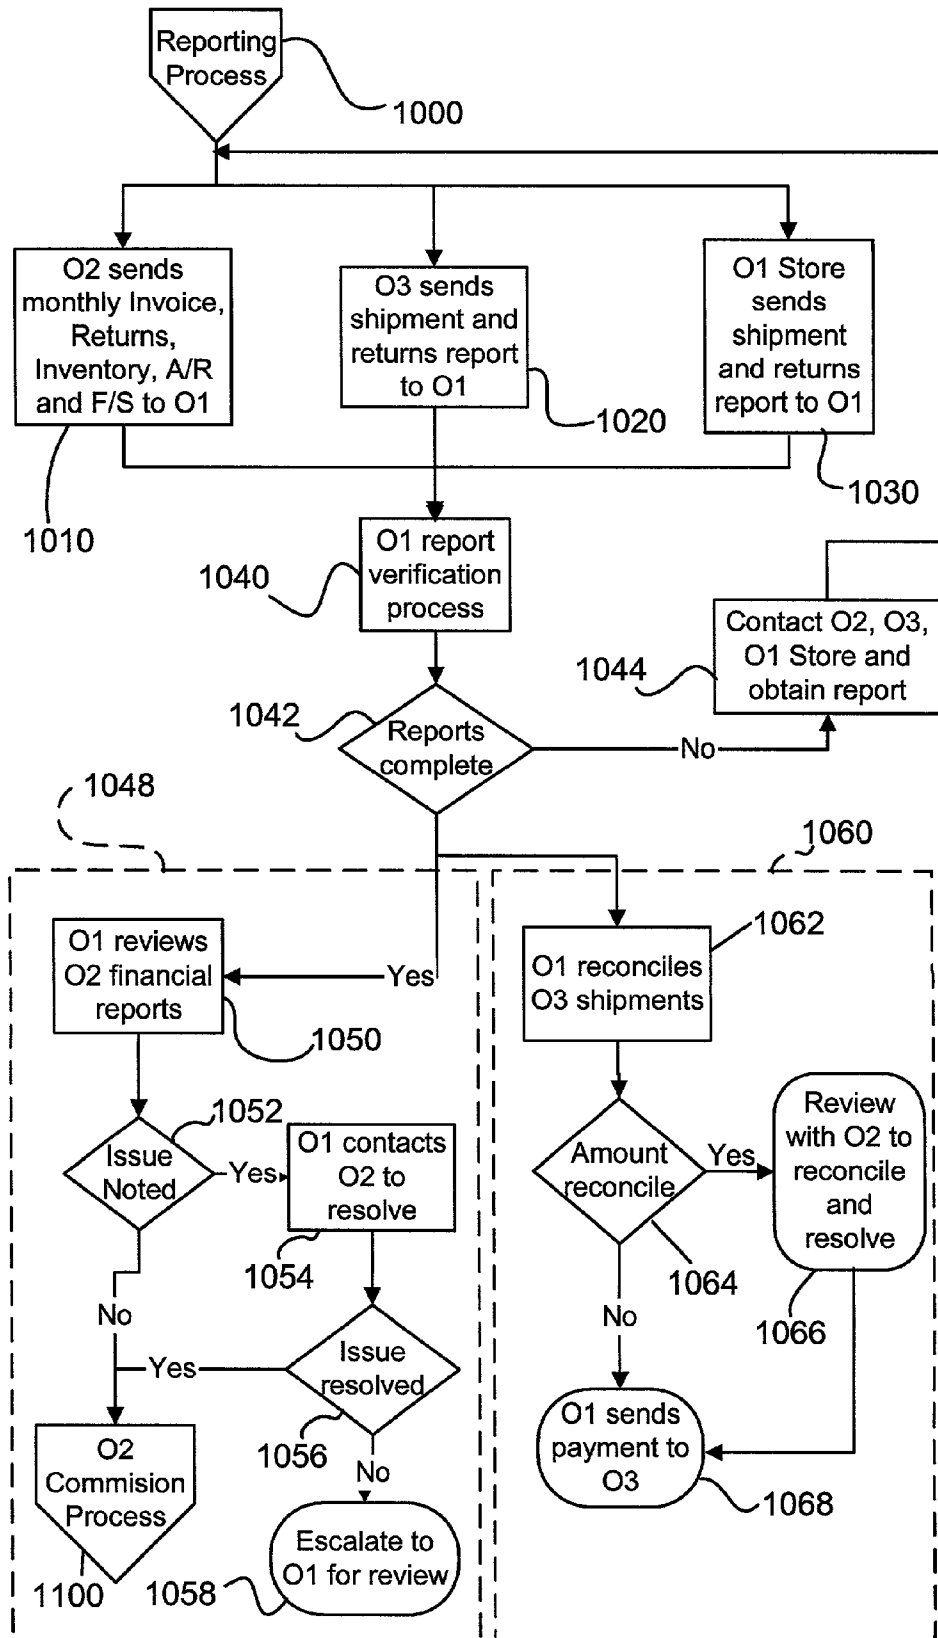 Reporting
Process
1000
O2 sends
monthly Invoice,
Returns,
Inventory, A/R
and F/S to O1
1010
O3 sends
shipment and
returns report
to O1
1020
O1 Store
sends
shipment
and returns
report to O1
1030
O1 report
verification
process
1040
Contact O2, O3,
O1 Store and
obtain report
1044
Reports
complete
1042
No
1048
1060
O1 reviews
O2 financial
reports
1050
Yes
O1 reconciles
O3 shipments
1062
Issue
Noted
1052
Yes
O1 contacts
O2 to
resolve
1054
Amount
reconcile
1064
Yes
Review
with O2 to
reconcile
and
resolve
1066
No
No
Issue
resolved
1056
Yes
No
O2
Commision
Process
1100
Escalate to
O1 for review
1058
O1 sends
payment to
O3
1068